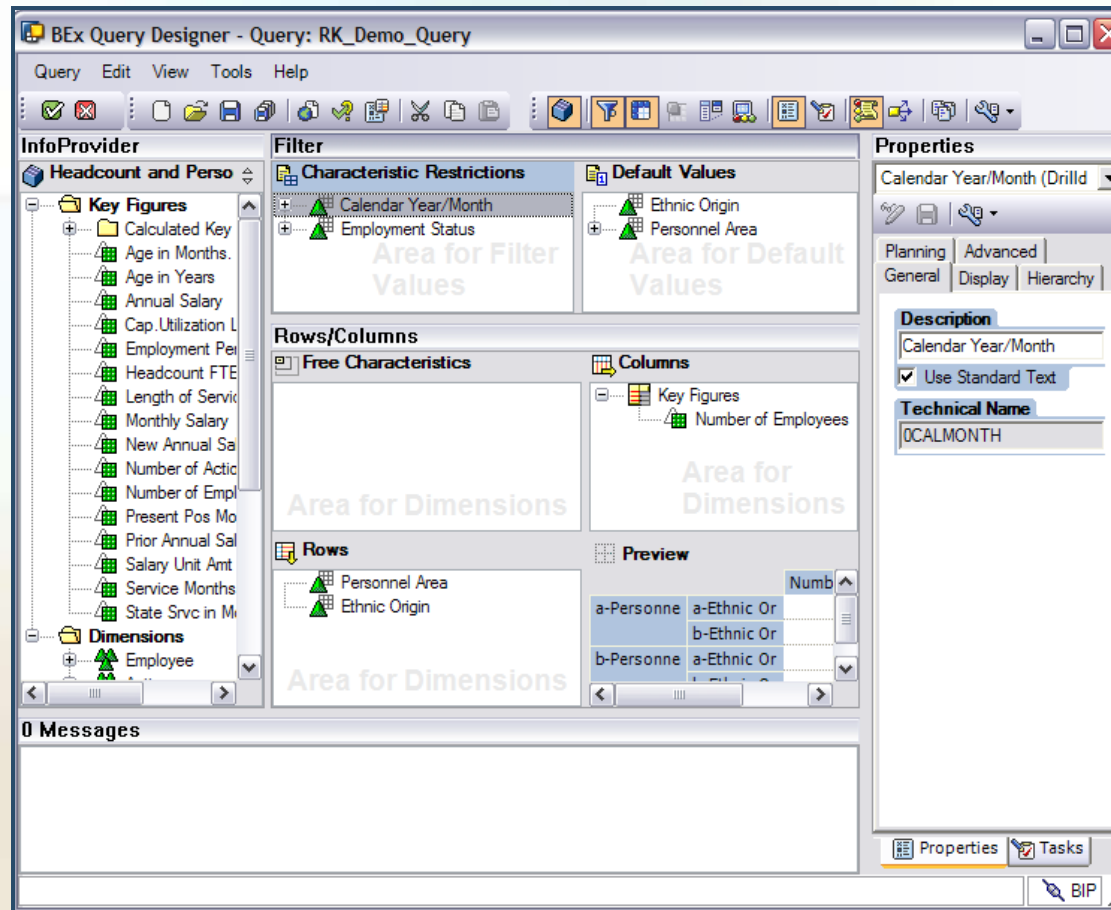 BEx Query Designer - Query: RK_Demo_Query
Query Edit View Tools Help
InfoProvider
Headcount and Perso
Key Figures
Calculated Key
Age in Months.
Age in Years
Annual Salary
Cap.Utilization L
Employment Per
Headcount FTE
Length of Servic
Monthly Salary
New Annual Sa
Number of Actic
Number of Empl
Present Pos Mo
Prior Annual Sal
Salary Unit Amt
Service Months
State Srvc in Mo
Dimensions
Employee
Filter
Characteristic Restrictions
Calendar Year/Month
Employment Status
Area for Filter
Values
Default Values
Ethnic Origin
Personnel Area
Area for Default
Values
Rows/Columns
Free Characteristics
Area for Dimensions
Columns
Key Figures
Number of Employees
Area for
Dimensions
Rows
Personnel Area
Ethnic Origin
Area for Dimensions
Preview
Numb
a-Personne a-Ethnic Or
b-Ethnic Or
b-Personne a-Ethnic Or
Properties
Calendar Year/Month (Drilld
Planning Advanced
General Display Hierarchy
Description
Calendar Year/Month
Use Standard Text
Technical Name
0CALMONTH
Properties Tasks
0 Messages
BIP